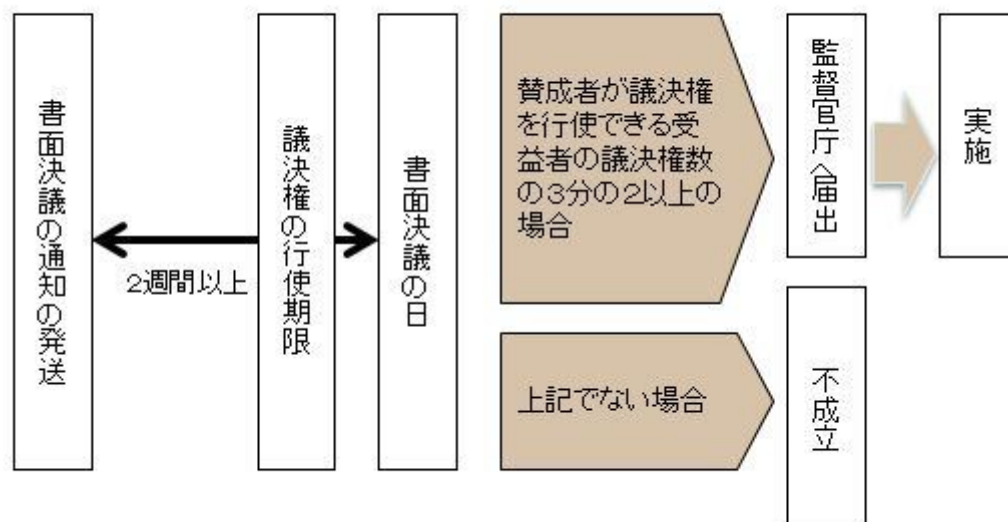 書面決議の通知の発送
2週間以上
議決権の行使期限
書面決議の日
賛成者が議決権
を行使できる受
益者の議決権数
の3分の2以上の
場合
監督官庁へ届出
実施
上記でない場合
不成立